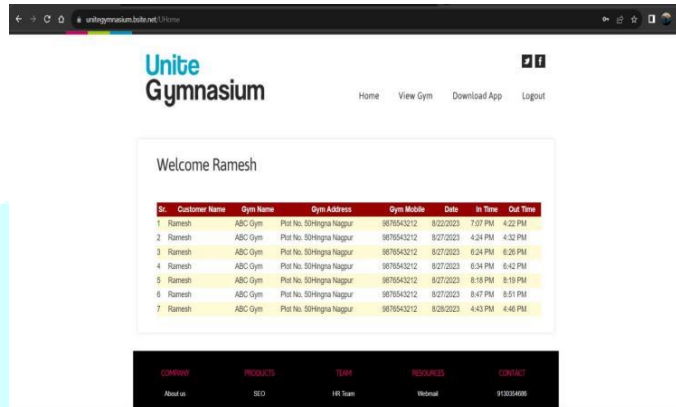 unitegymnasium.bsite.net/UHome
Unite
Gymnasium
Home View Gym Download App Logout
Welcome Ramesh
Sr. Customer Name Gym Name Gym Address Gym Mobile Date In Time Out Time
1 Ramesh ABC Gym Plot No. 50Hingna Nagpur 9876543212 8/22/2023 7:07 PM 4:22 PM
2 Ramesh ABC Gym Plot No. 50Hingna Nagpur 9876543212 8/27/2023 4:24 PM 4:32 PM
3 Ramesh ABC Gym Plot No. 50Hingna Nagpur 9876543212 8/27/2023 6:24 PM 6:26 PM
4 Ramesh ABC Gym Plot No. 50Hingna Nagpur 9876543212 8/27/2023 6:34 PM 6:42 PM
5 Ramesh ABC Gym Plot No. 50Hingna Nagpur 9876543212 8/27/2023 8:18 PM 8:19 PM
6 Ramesh ABC Gym Plot No. 50Hingna Nagpur 9876543212 8/27/2023 8:47 PM 8:51 PM
7 Ramesh ABC Gym Plot No. 50Hingna Nagpur 9876543212 8/28/2023 4:43 PM 4:46 PM
COMPANY PRODUCTS TEAM RESOURCES CONTACT
About us SEO HR Team Webmail 9130354686